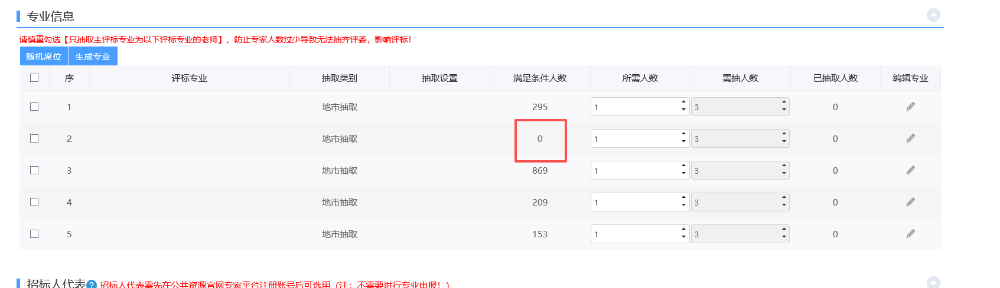 专业信息
请慎重勾选【只抽取主评标专业为以下评标专业的老师】，防止专家人数过少导致无法抽齐评委，影响评标！
随机席位 生成专业
序 评标专业 抽取类别 抽取设置 满足条件人数 所需人数 需抽人数 已抽取人数 编辑专业
1 地市抽取 295 1 3 0
2 地市抽取 0 1 3 0
3 地市抽取 869 1 3 0
4 地市抽取 209 1 3 0
5 地市抽取 153 1 3 0
招标人代表 ? 招标人代表需先在公共资源官网专家平台注册账号后可选用（注：不需要进行专业申报！）